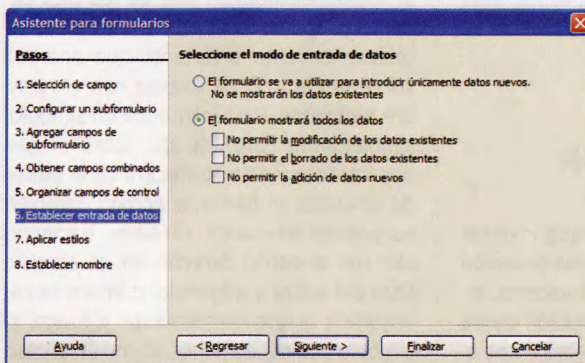 Asistente para formularios
Pasos
1. Selección de campo
2. Configurar un subformulario
3. Agregar campos de
subformulario
4. Obtener campos combinados
5. Organizar campos de control
6. Establecer entrada de datos
7. Aplicar estilos
8. Establecer nombre
Seleccione el modo de entrada de datos
El formulario se va a utilizar para introducir únicamente datos nuevos.
No se mostrarán los datos existentes
El formulario mostrará todos los datos
No permitir la modificación de los datos existentes
No permitir el borrado de los datos existentes
No permitir la adición de datos nuevos
Ayuda
< Regresar
Siguiente >
Finalizar
Cancelar